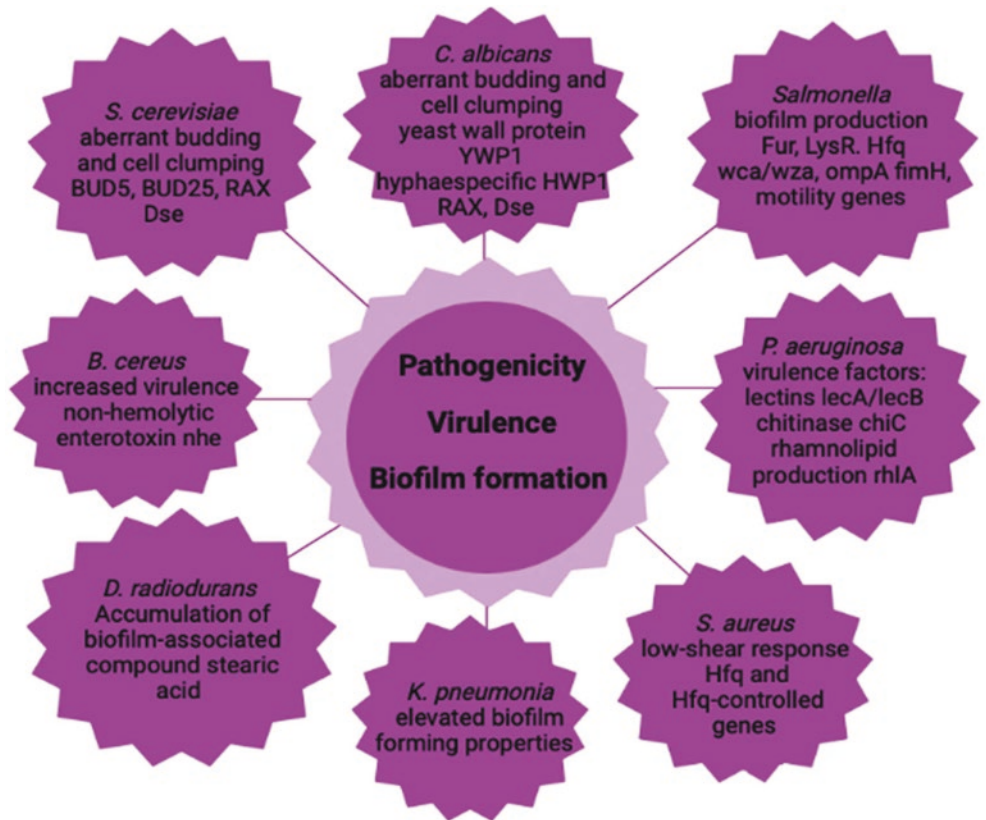 S. cerevisiae
aberrant budding
and cell clumping
BUD5, BUD25, RAX
Dse
C. albicans
aberrant budding and
cell clumping
yeast wall protein
YWP1
hyphaespecific HWP1
RAX, Dse
Salmonella
biofilm production
Fur, LysR. Hfq
wca/wza, ompA fimH,
motility genes
B. cereus
increased virulence
non-hemolytic
enterotoxin nhe
Pathogenicity
Virulence
Biofilm formation
P. aeruginosa
virulence factors:
lectins lecA/lecB
chitinase chiC
rhamnolipid
production rhlA
D. radiodurans
Accumulation of
biofilm-associated
compound stearic
acid
K. pneumonia
elevated biofilm
forming properties
S. aureus
low-shear response
Hfq and
Hfq-controlled
genes